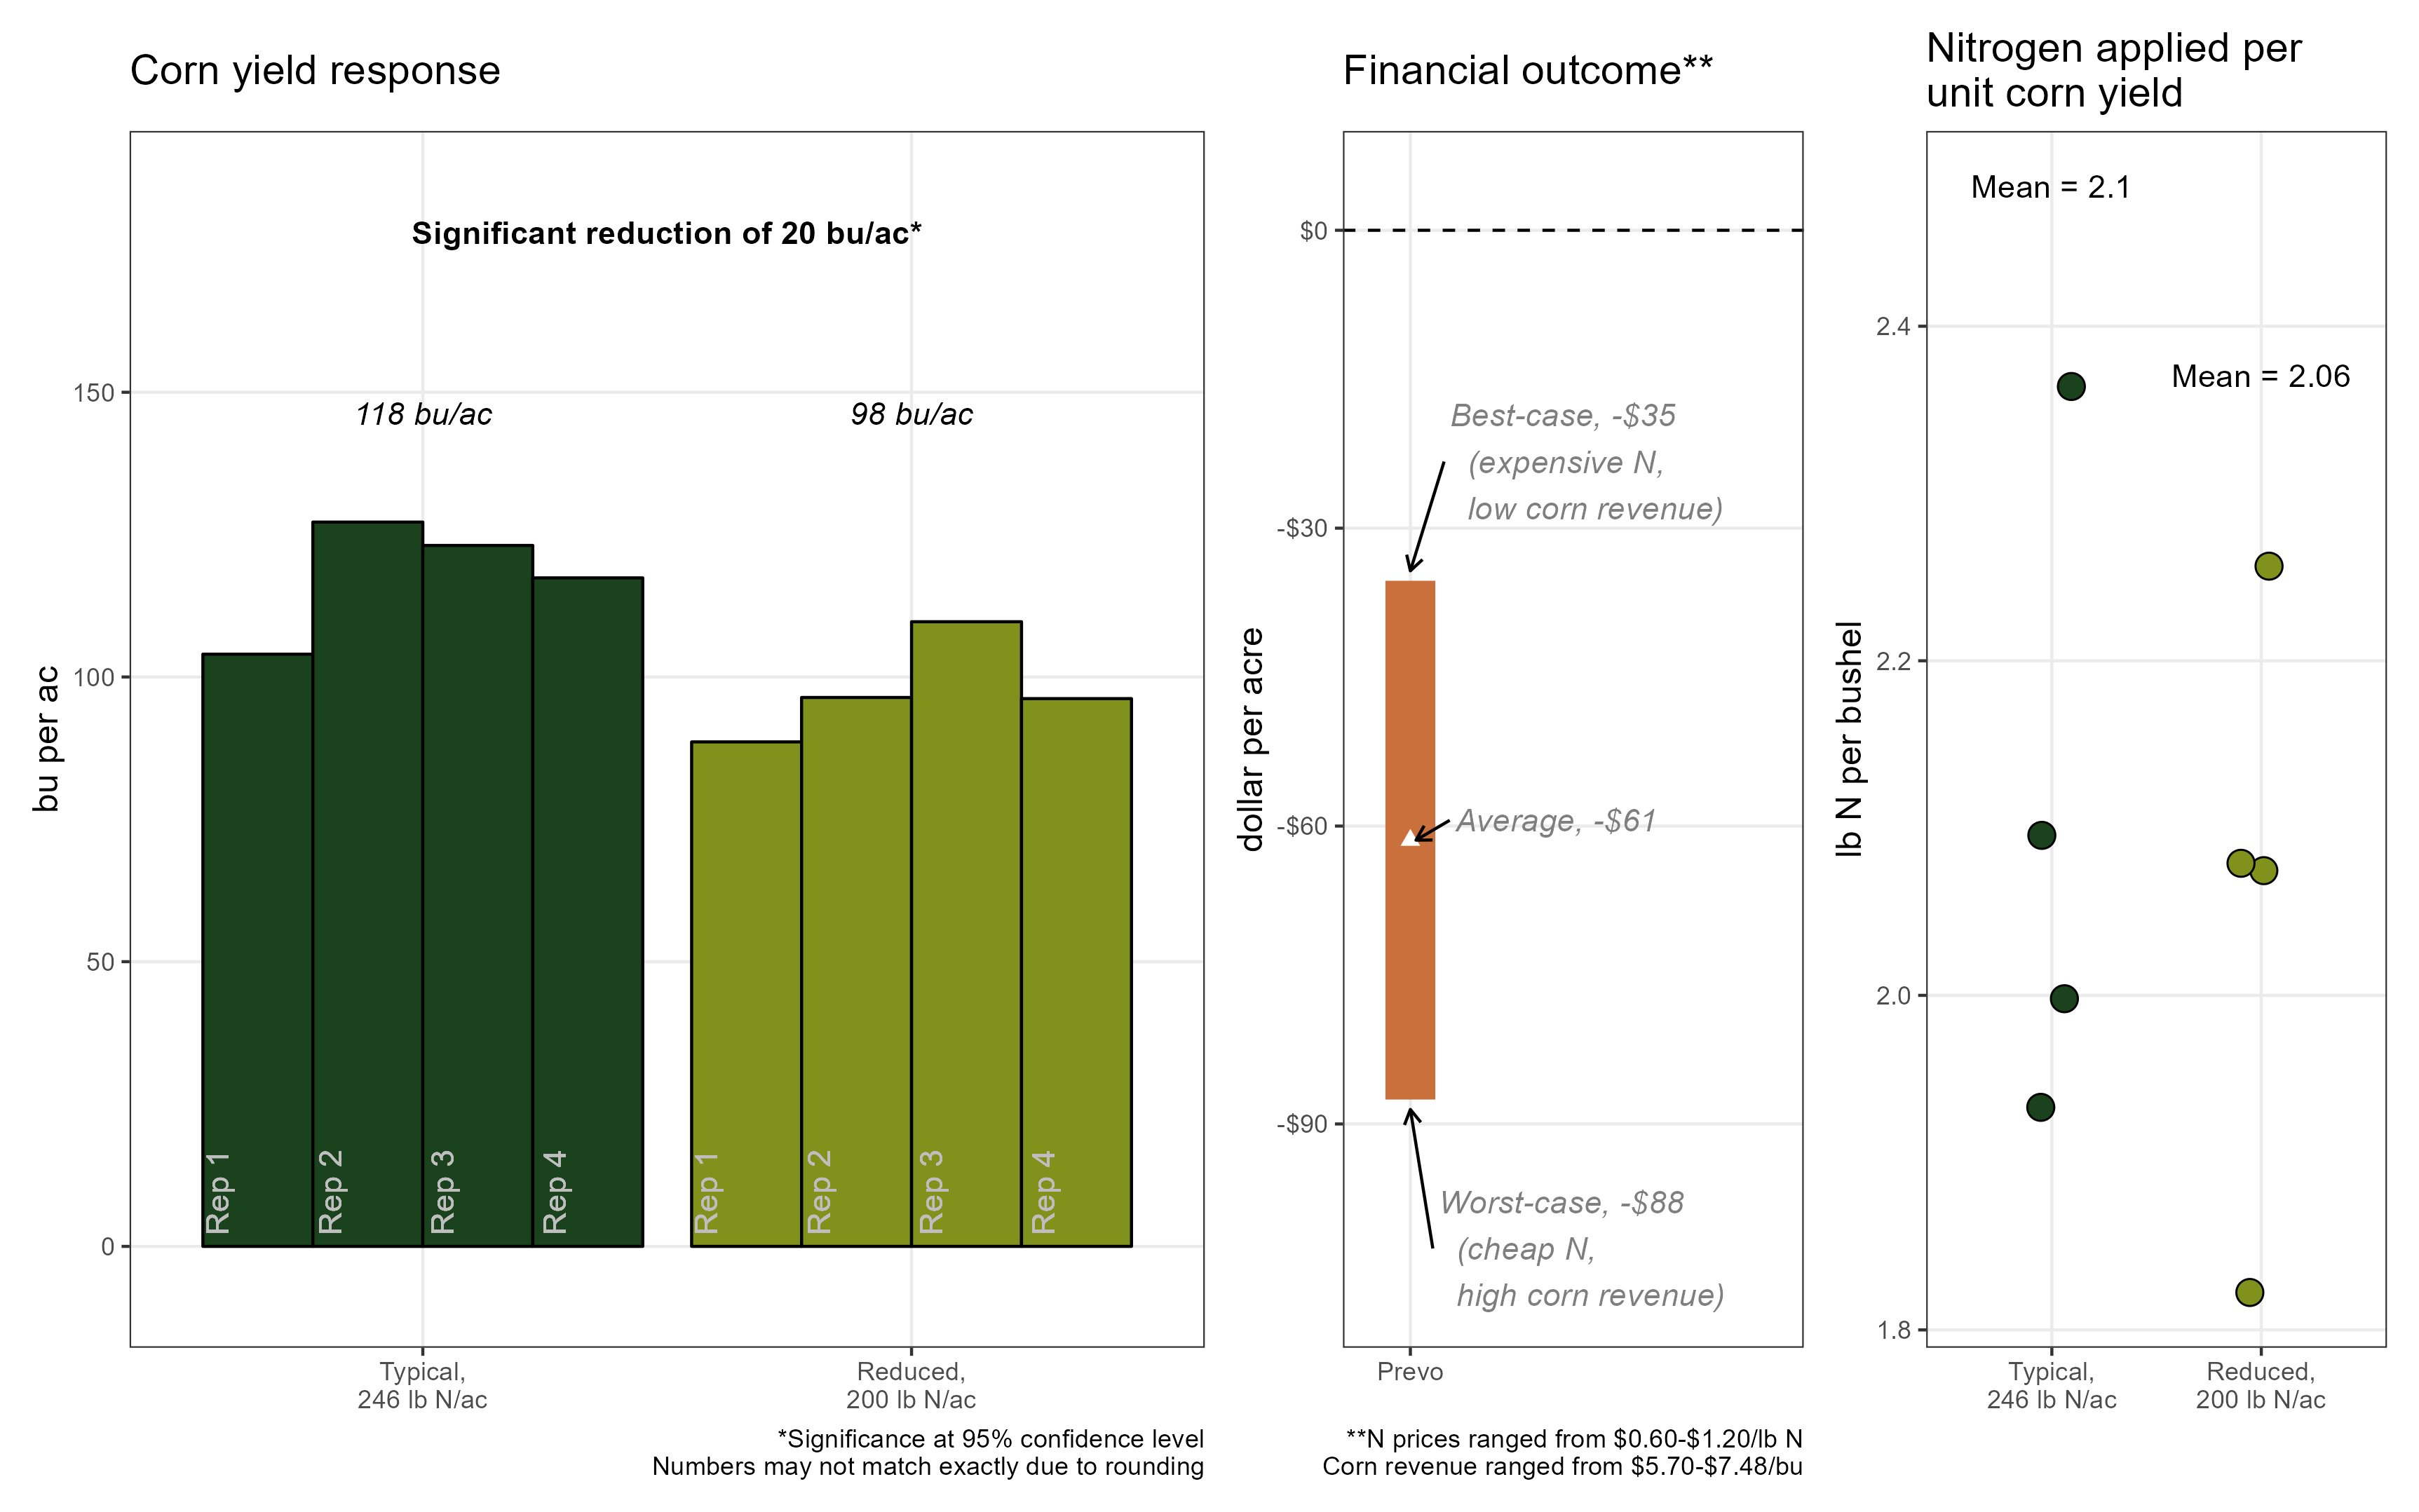 Corn yield response
Significant reduction of 20 bu/ac*
118 bu/ac
98 bu/ac
bu per ac
150
100
50
0
Rep 1
Rep 2
Rep 3
Rep 4
Rep 1
Rep 2
Rep 3
Rep 4
Typical,
246 lb N/ac
Reduced,
200 lb N/ac
*Significance at 95% confidence level
Numbers may not match exactly due to rounding
Financial outcome**
dollar per acre
$0
-$30
-$60
-$90
Best-case, -$35
(expensive N,
low corn revenue)
Average, -$61
Worst-case, -$88
(cheap N,
high corn revenue)
Prevo
**N prices ranged from $0.60-$1.20/lb N
Corn revenue ranged from $5.70-$7.48/bu
Nitrogen applied per
unit corn yield
lb N per bushel
2.4
2.2
2.0
1.8
Mean = 2.1
Mean = 2.06
Typical,
246 lb N/ac
Reduced,
200 lb N/ac